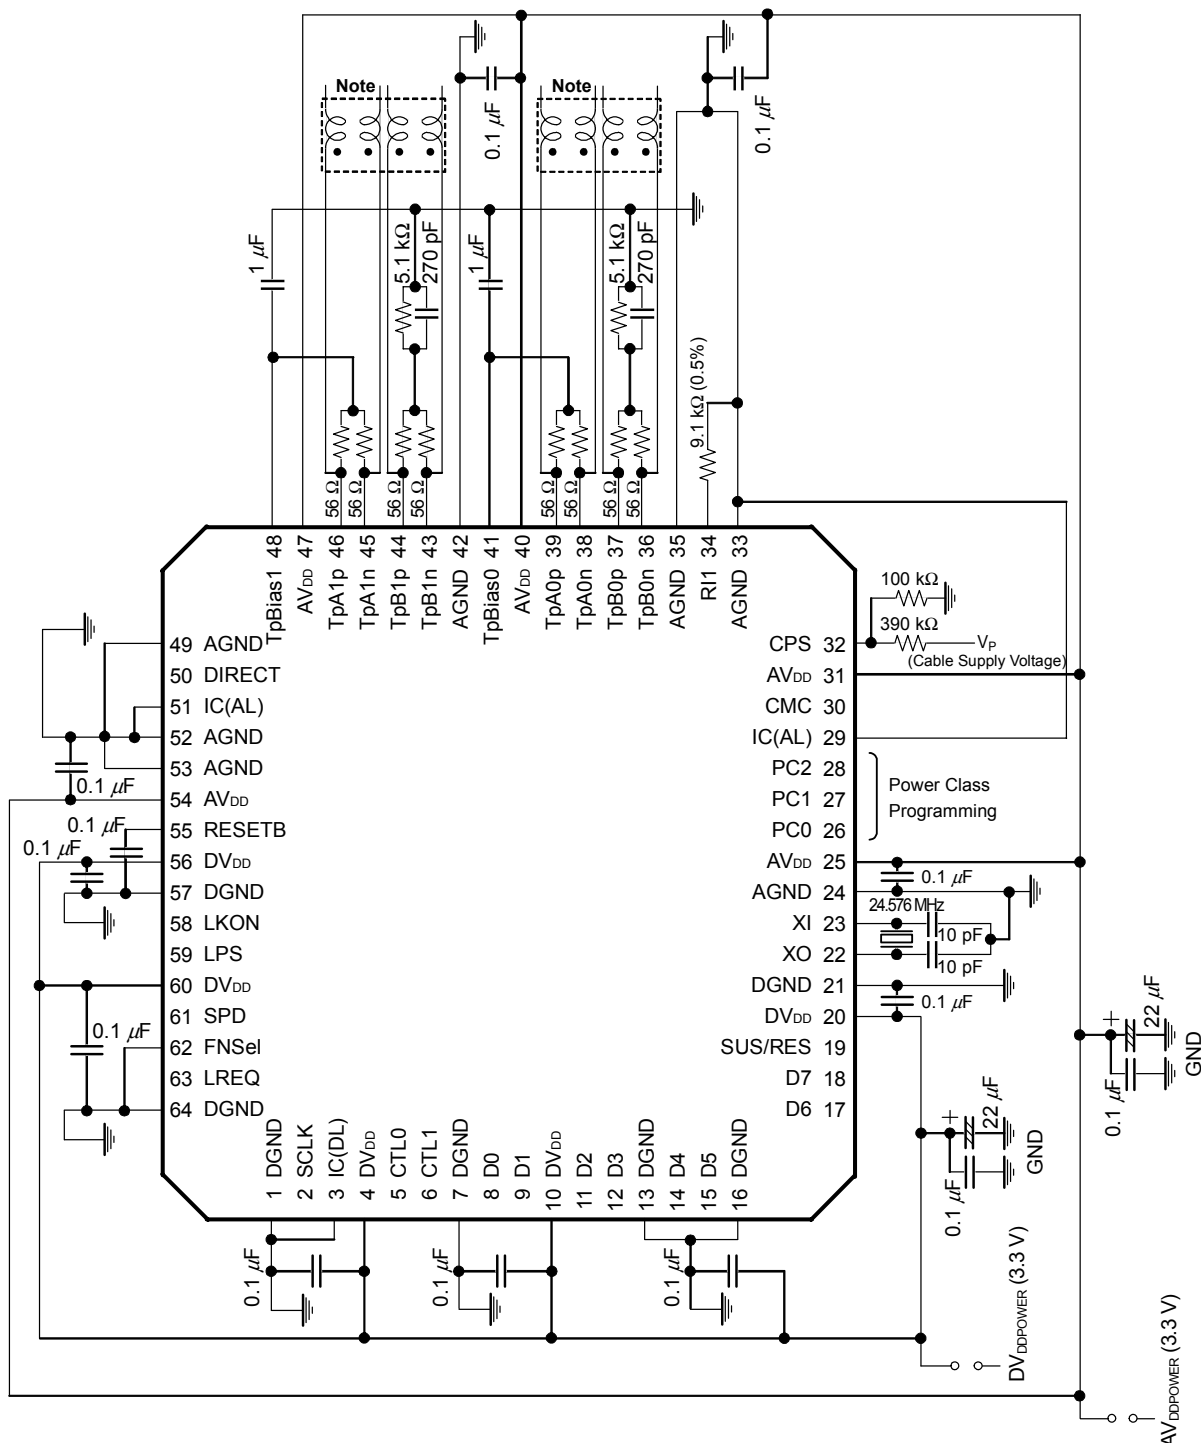 Note
Note
0.1 µF
0.1 µF
1 µF
5.1 kΩ
270 pF
1 µF
5.1 kΩ
270 pF
9.1 kΩ (0.5%)
56 Ω
56 Ω
56 Ω
56 Ω
56 Ω
56 Ω
56 Ω
56 Ω
TpBias1 48
AVDD 47
TpA1p 46
TpA1n 45
TpB1p 44
TpB1n 43
AGND 42
TpBias0 41
AVDD 40
TpA0p 39
TpA0n 38
TpB0p 37
TpB0n 36
AGND 35
RI1 34
AGND 33
49 AGND
50 DIRECT
51 IC(AL)
52 AGND
53 AGND
54 AVDD
55 RESETB
56 DVDD
57 DGND
58 LKON
59 LPS
60 DVDD
61 SPD
62 FNSel
63 LREQ
64 DGND
0.1 µF
0.1 µF
0.1 µF
0.1 µF
CPS 32
AVDD 31
CMC 30
IC(AL) 29
PC2 28
PC1 27
PC0 26
AVDD 25
AGND 24
XI 23
XO 22
DGND 21
DVDD 20
SUS/RES 19
D7 18
D6 17
100 kΩ
390 kΩ
VP
(Cable Supply Voltage)
Power Class
Programming
0.1 µF
24.576 MHz
10 pF
10 pF
0.1 µF
22 µF
0.1 µF
GND
22 µF
0.1 µF
GND
1 DGND
2 SCLK
3 IC(DL)
4 DVDD
5 CTL0
6 CTL1
7 DGND
8 D0
9 D1
10 DVDD
11 D2
12 D3
13 DGND
14 D4
15 D5
16 DGND
0.1 µF
0.1 µF
0.1 µF
DVDDPOWER (3.3 V)
AVDDPOWER (3.3 V)